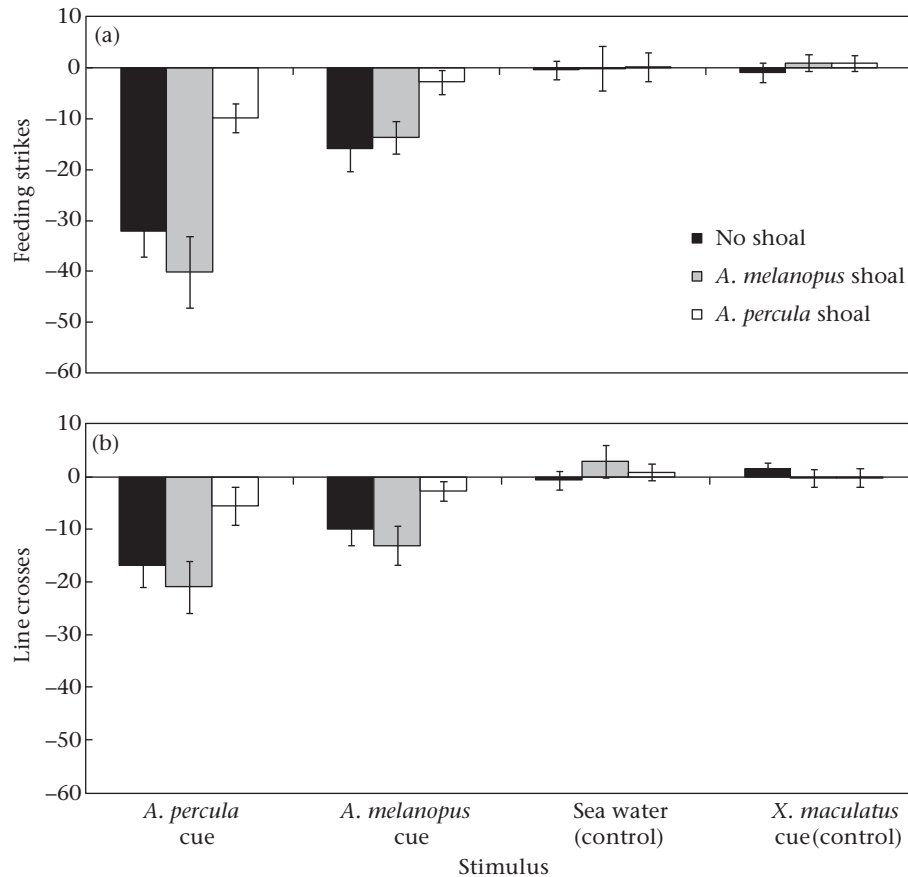 10
(a)
0
−10
−20
−30
−40
−50
−60
Feeding strikes
No shoal
A. melanopus shoal
A. percula shoal
10
(b)
0
−10
−20
−30
−40
−50
−60
Line crosses
A. percula cue
A. melanopus cue
Sea water (control)
X. maculatus cue(control)
Stimulus